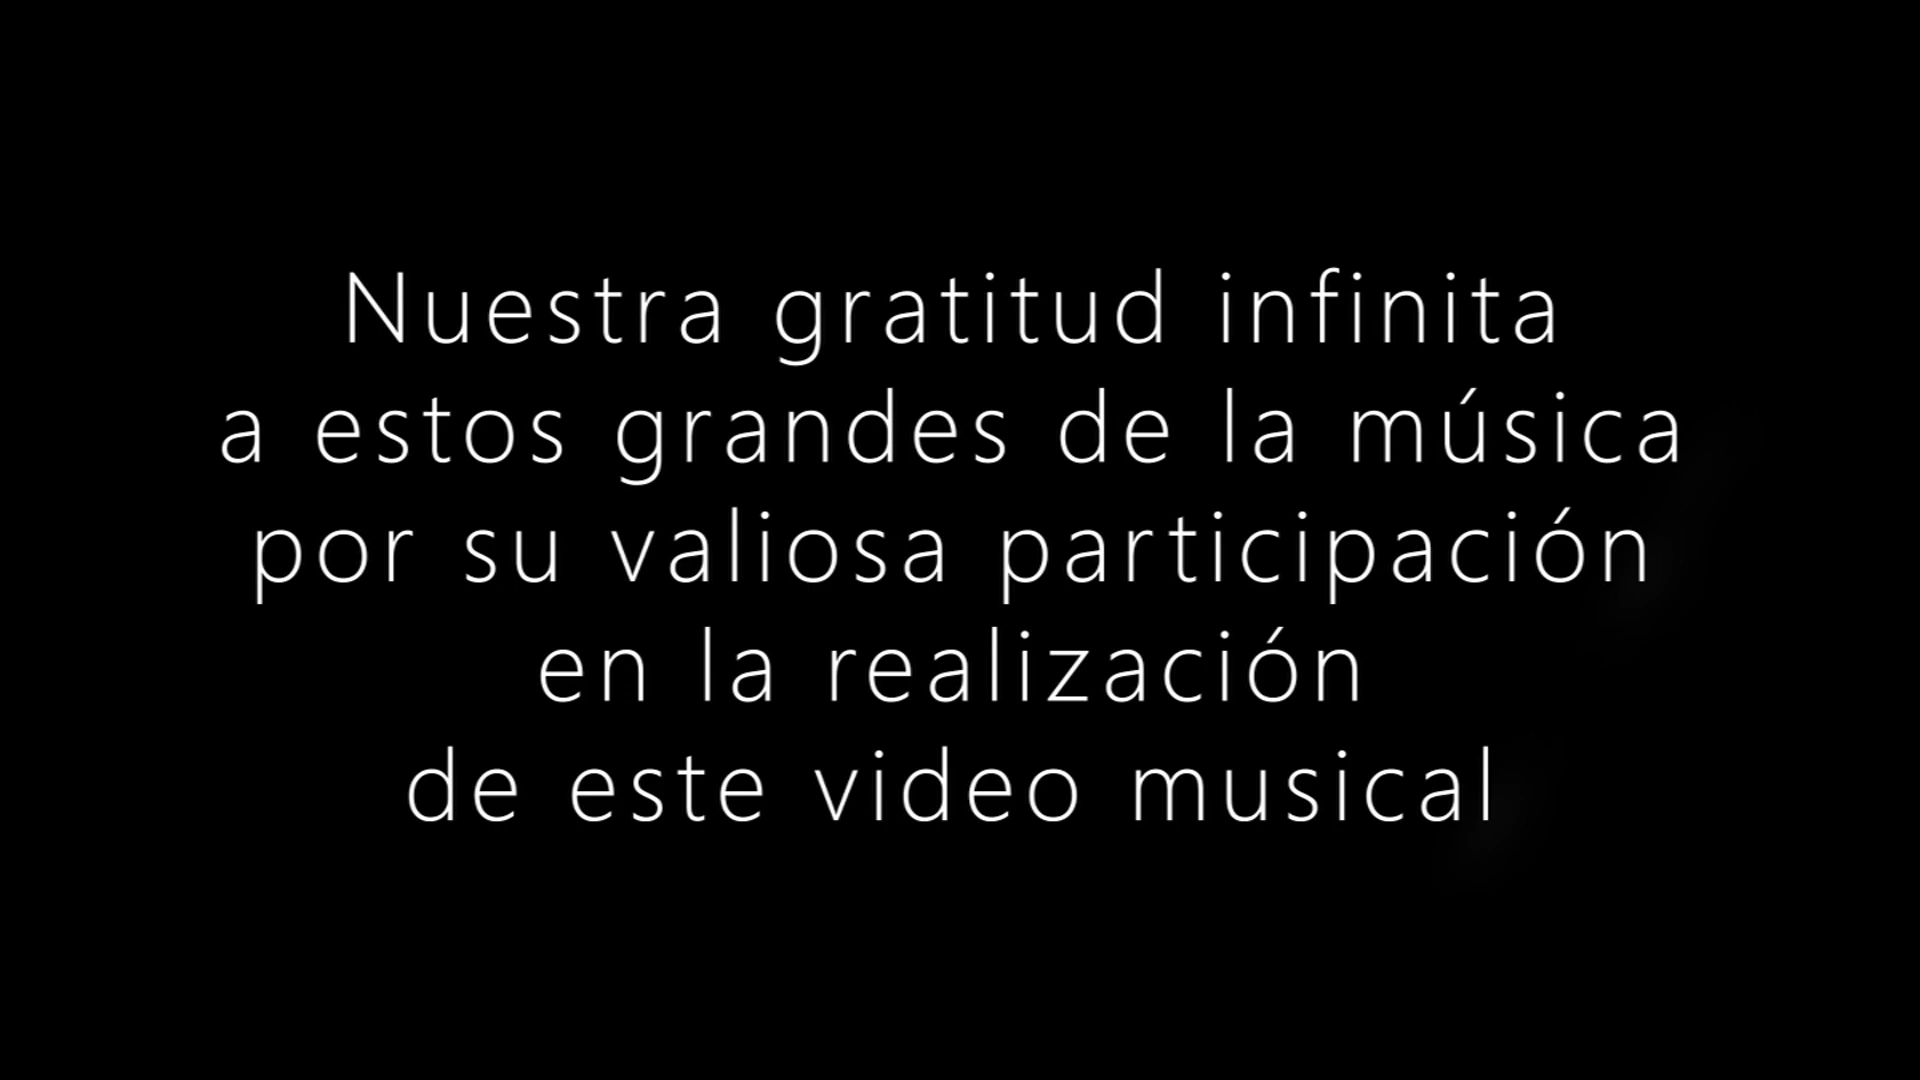 Nuestra gratitud infinita
a estos grandes de la música
por su valiosa participación
en la realización
de este video musical